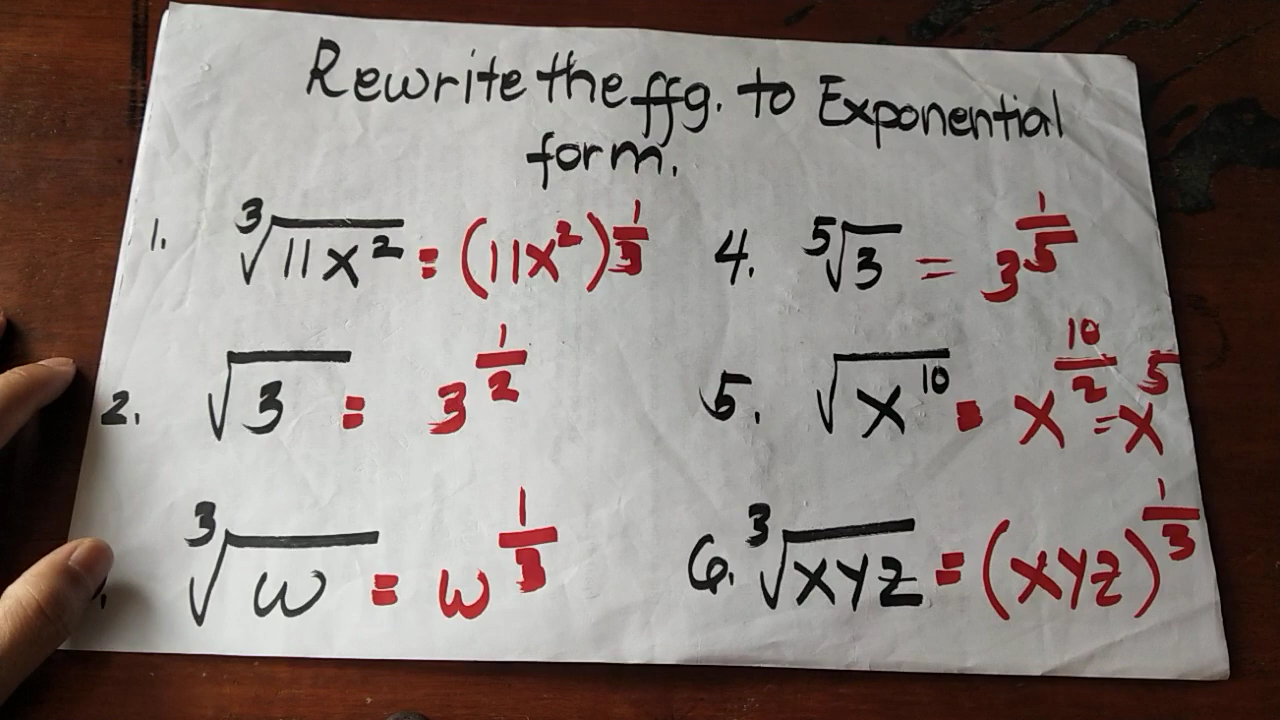 Rewrite the ffg. to Exponential
form.
1. ∛11x² = (11x²)^(1/3)
4. ⁵√3 = 3^(1/5)
2. √3 = 3^(1/2)
5. √x¹⁰ = x^(10/2) = x⁵
∛w = w^(1/3)
6. ∛xyz = (xyz)^(1/3)